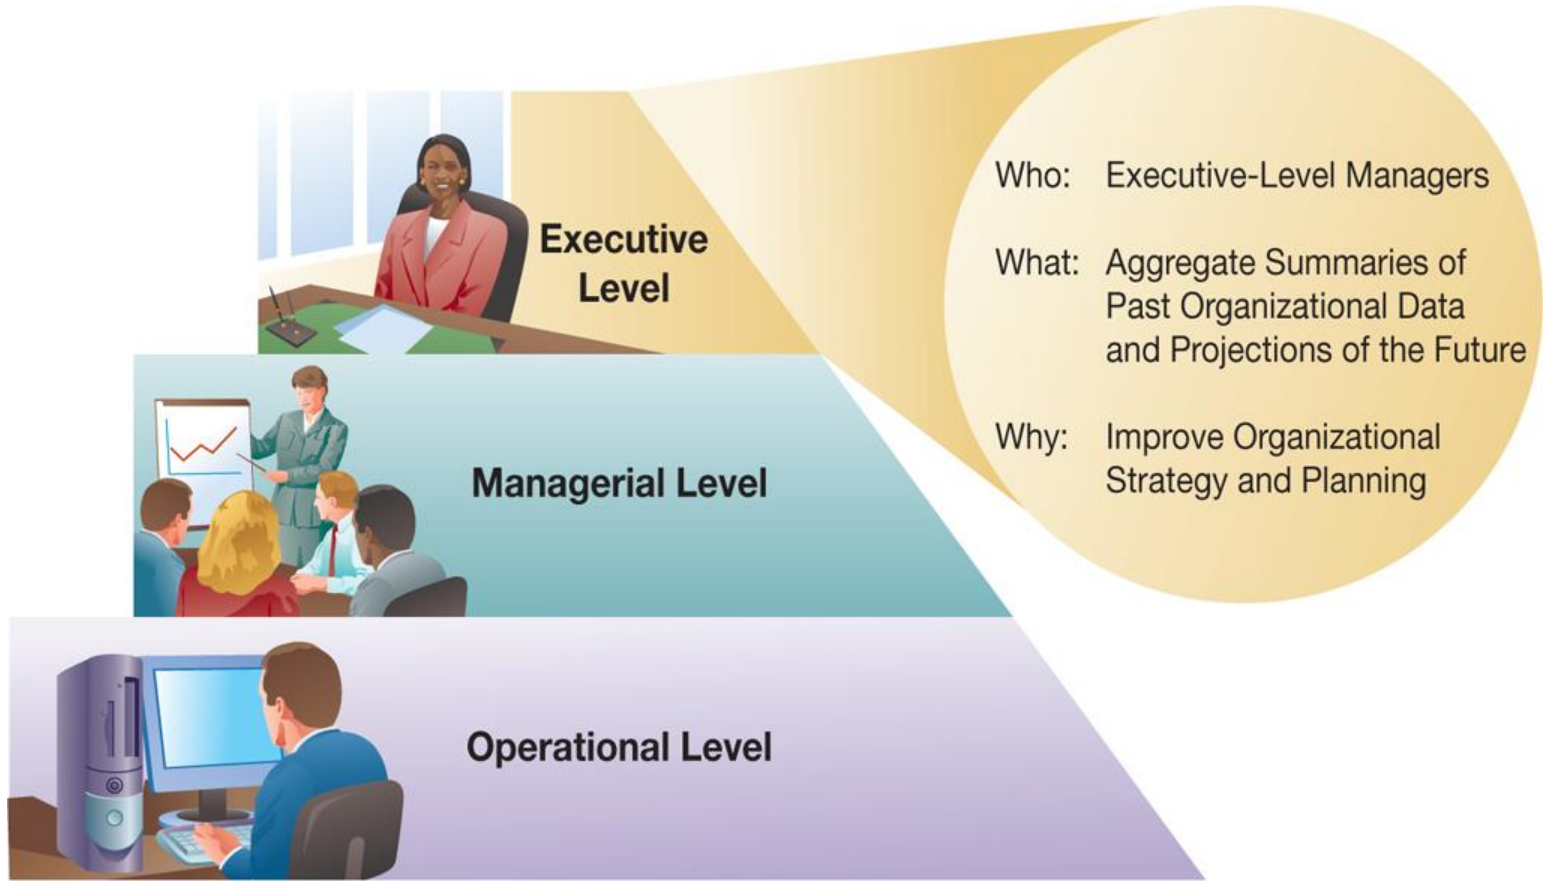 Executive
Level
Managerial Level
Operational Level
Who: Executive-Level Managers
What: Aggregate Summaries of
Past Organizational Data
and Projections of the Future
Why: Improve Organizational
Strategy and Planning